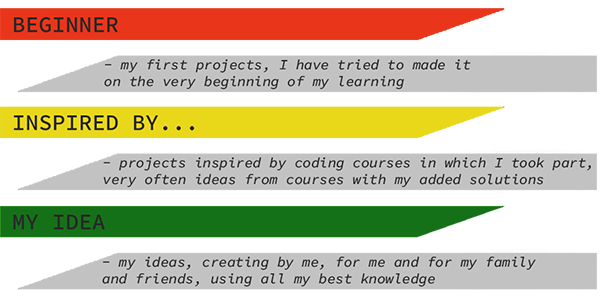 BEGINNER
– my first projects, I have tried to made it
on the very beginning of my learning
INSPIRED BY...
– projects inspired by coding courses in which I took part,
very often ideas from courses with my added solutions
MY IDEA
– my ideas, creating by me, for me and for my family
and friends, using all my best knowledge